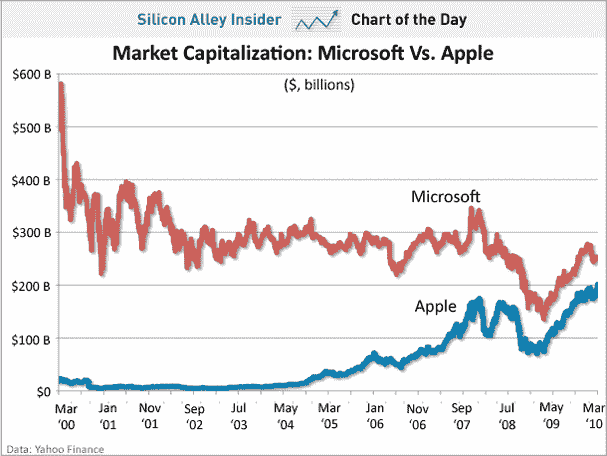 Silicon Alley Insider Chart of the Day
Market Capitalization: Microsoft Vs. Apple
($, billions)
$600 B
$500 B
$400 B
$300 B
$200 B
$100 B
$0
Microsoft
Apple
Mar Jan Nov Sep Jul May Mar Jan Nov Sep Jul May Mar
'00 '01 '01 '02 '03 '04 '05 '06 '06 '07 '08 '09 '10
Data: Yahoo Finance